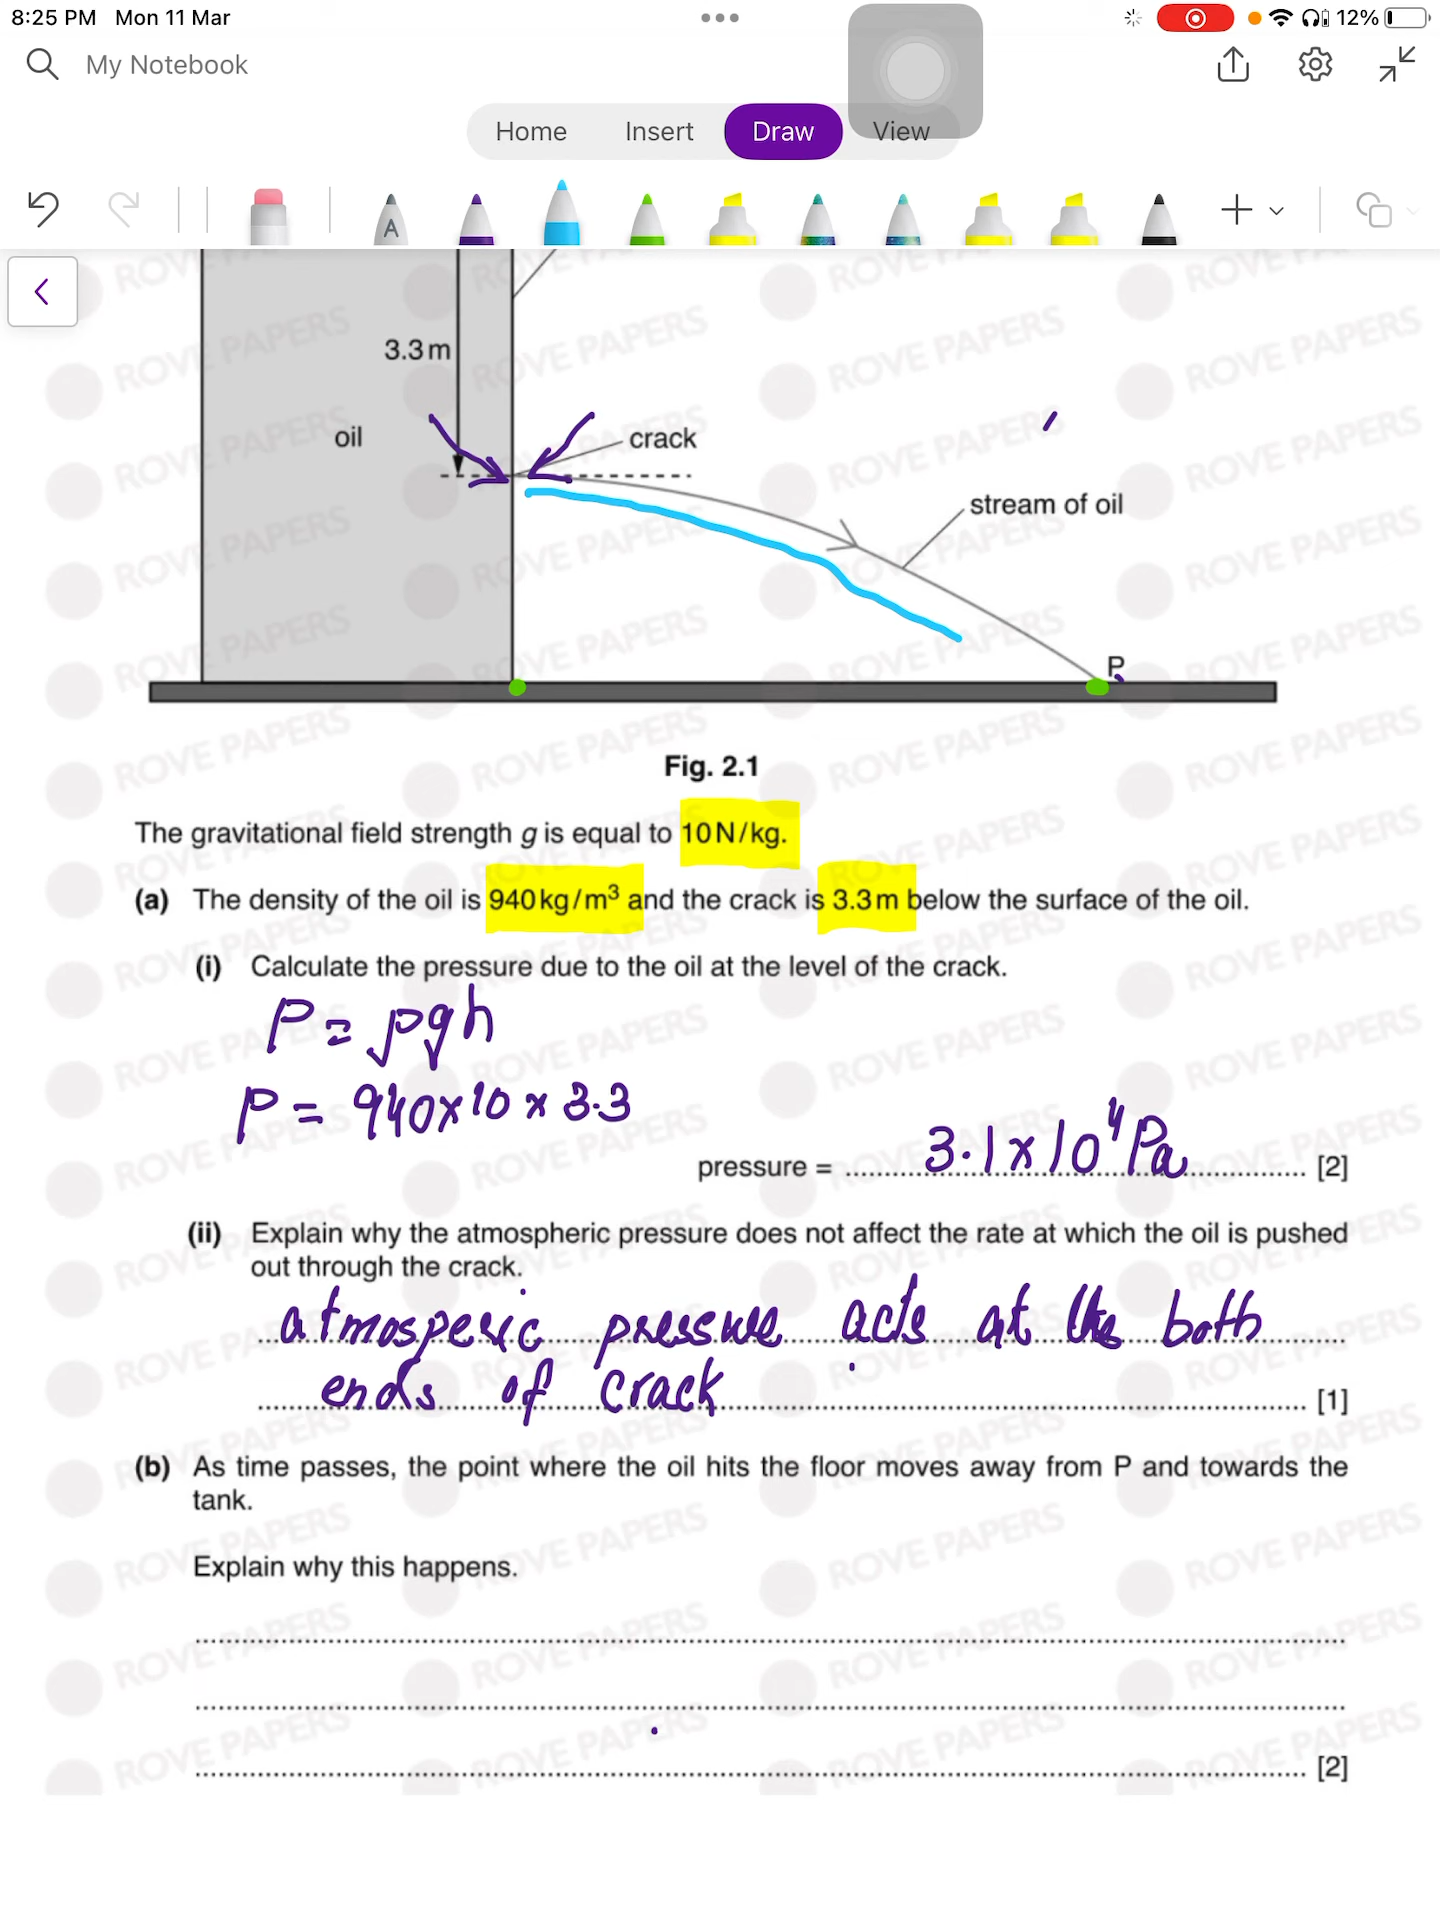 8:25 PM Mon 11 Mar
12%
My Notebook
Home Insert Draw View
A
3.3 m
oil
crack
stream of oil
P
Fig. 2.1
The gravitational field strength g is equal to 10 N/kg.
(a) The density of the oil is 940 kg/m³ and the crack is 3.3 m below the surface of the oil.
(i) Calculate the pressure due to the oil at the level of the crack.
P = ρgh
P = 940 x 10 x 3.3
pressure = 3.1 x 10⁴ Pa [2]
(ii) Explain why the atmospheric pressure does not affect the rate at which the oil is pushed
out through the crack.
atmosperic pressure acts at the both
ends of crack [1]
(b) As time passes, the point where the oil hits the floor moves away from P and towards the
tank.
Explain why this happens.
[2]
ROVE PAPERS